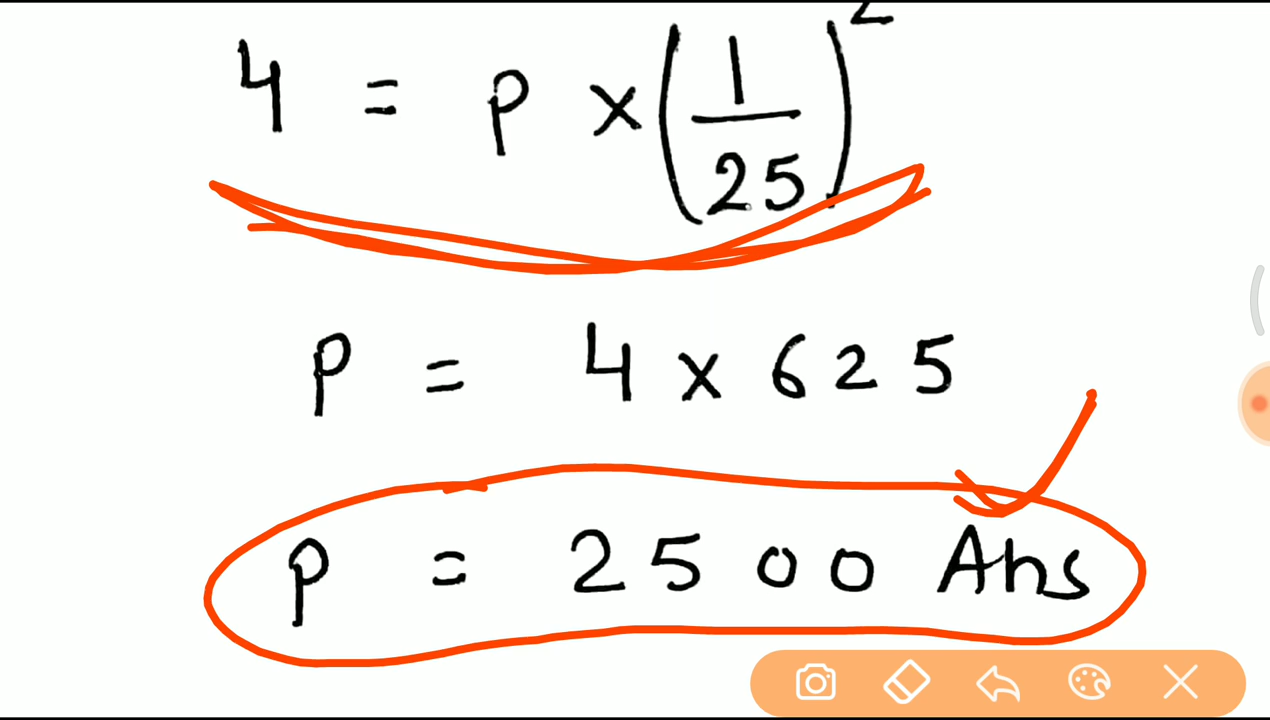 4 = P × (1/25)²
P = 4 × 625
P = 2500 Ans